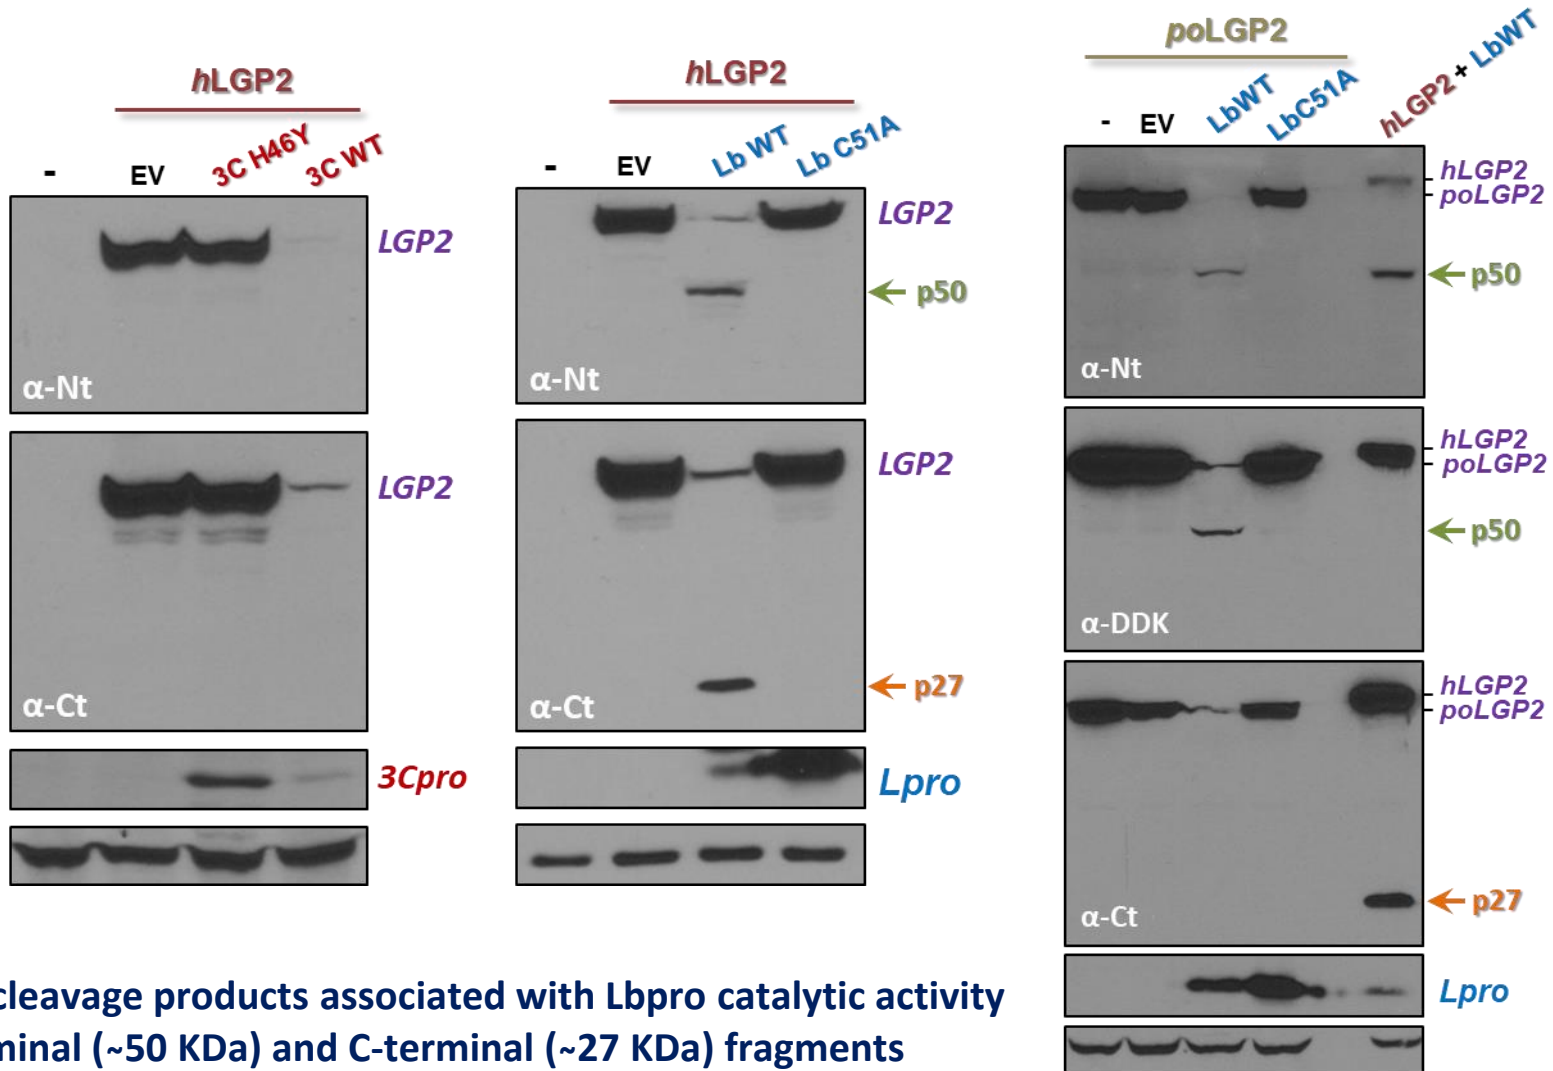 hLGP2
- EV 3C H46Y 3C WT
LGP2
α-Nt
LGP2
α-Ct
3Cpro
hLGP2
- EV Lb WT Lb C51A
LGP2
p50
α-Nt
LGP2
p27
α-Ct
Lpro
poLGP2
- EV LbWT LbC51A hLGP2 + LbWT
hLGP2
poLGP2
p50
α-Nt
hLGP2
poLGP2
p50
α-DDK
hLGP2
poLGP2
p27
α-Ct
Lpro
cleavage products associated with Lbpro catalytic activity
minal (~50 KDa) and C-terminal (~27 KDa) fragments